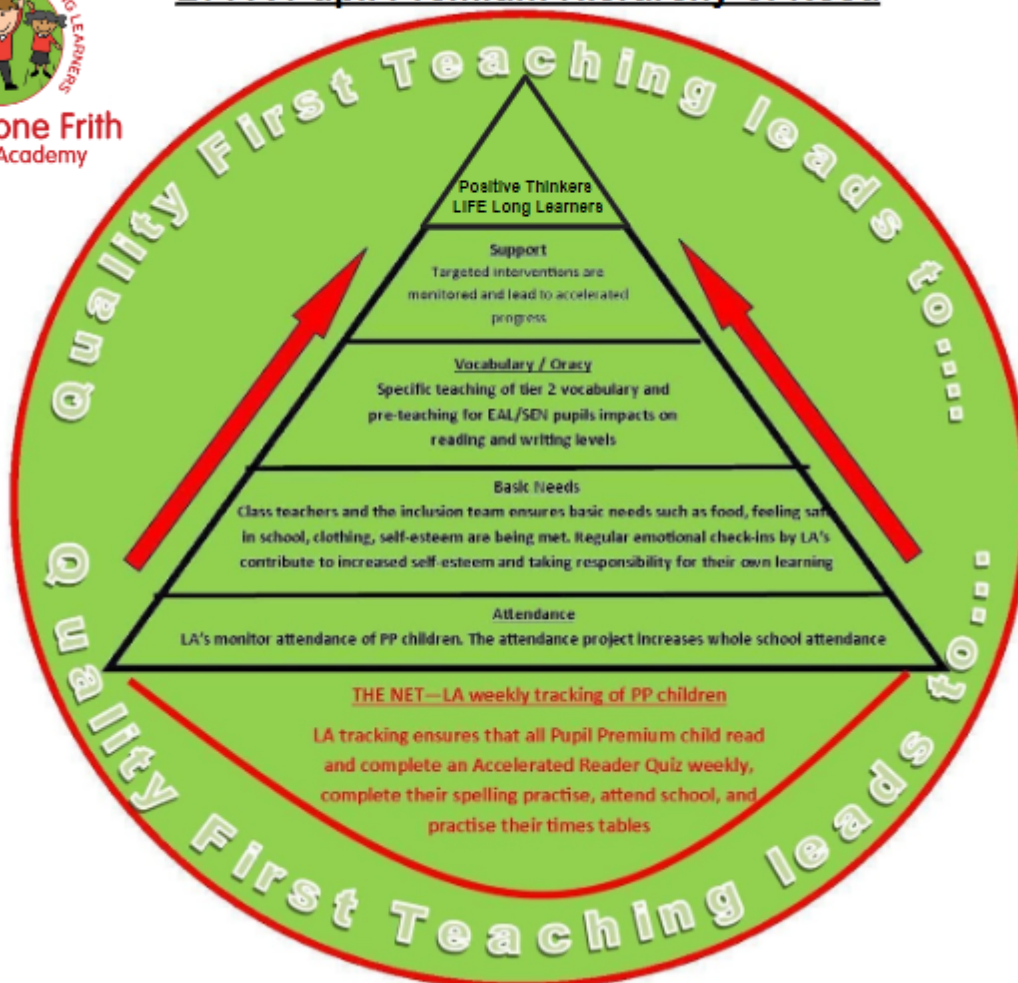 Pupil Premium Hierarchy of Need
LEARNERS
one Frith
Academy
Quality First Teaching leads to.....
Positive Thinkers
LIFE Long Learners
Support
Targeted interventions are
monitored and lead to accelerated
progress
Vocabulary / Oracy
Specific teaching of tier 2 vocabulary and
pre-teaching for EAL/SEN pupils impacts on
reading and writing levels
Basic Needs
Class teachers and the inclusion team ensures basic needs such as food, feeling safe
in school, clothing, self-esteem are being met. Regular emotional check-ins by LA's
contribute to increased self-esteem and taking responsibility for their own learning
Attendance
LA's monitor attendance of PP children. The attendance project increases whole school attendance
THE NET—LA weekly tracking of PP children
LA tracking ensures that all Pupil Premium child read
and complete an Accelerated Reader Quiz weekly,
complete their spelling practise, attend school, and
practise their times tables
Quality First Teaching leads to....